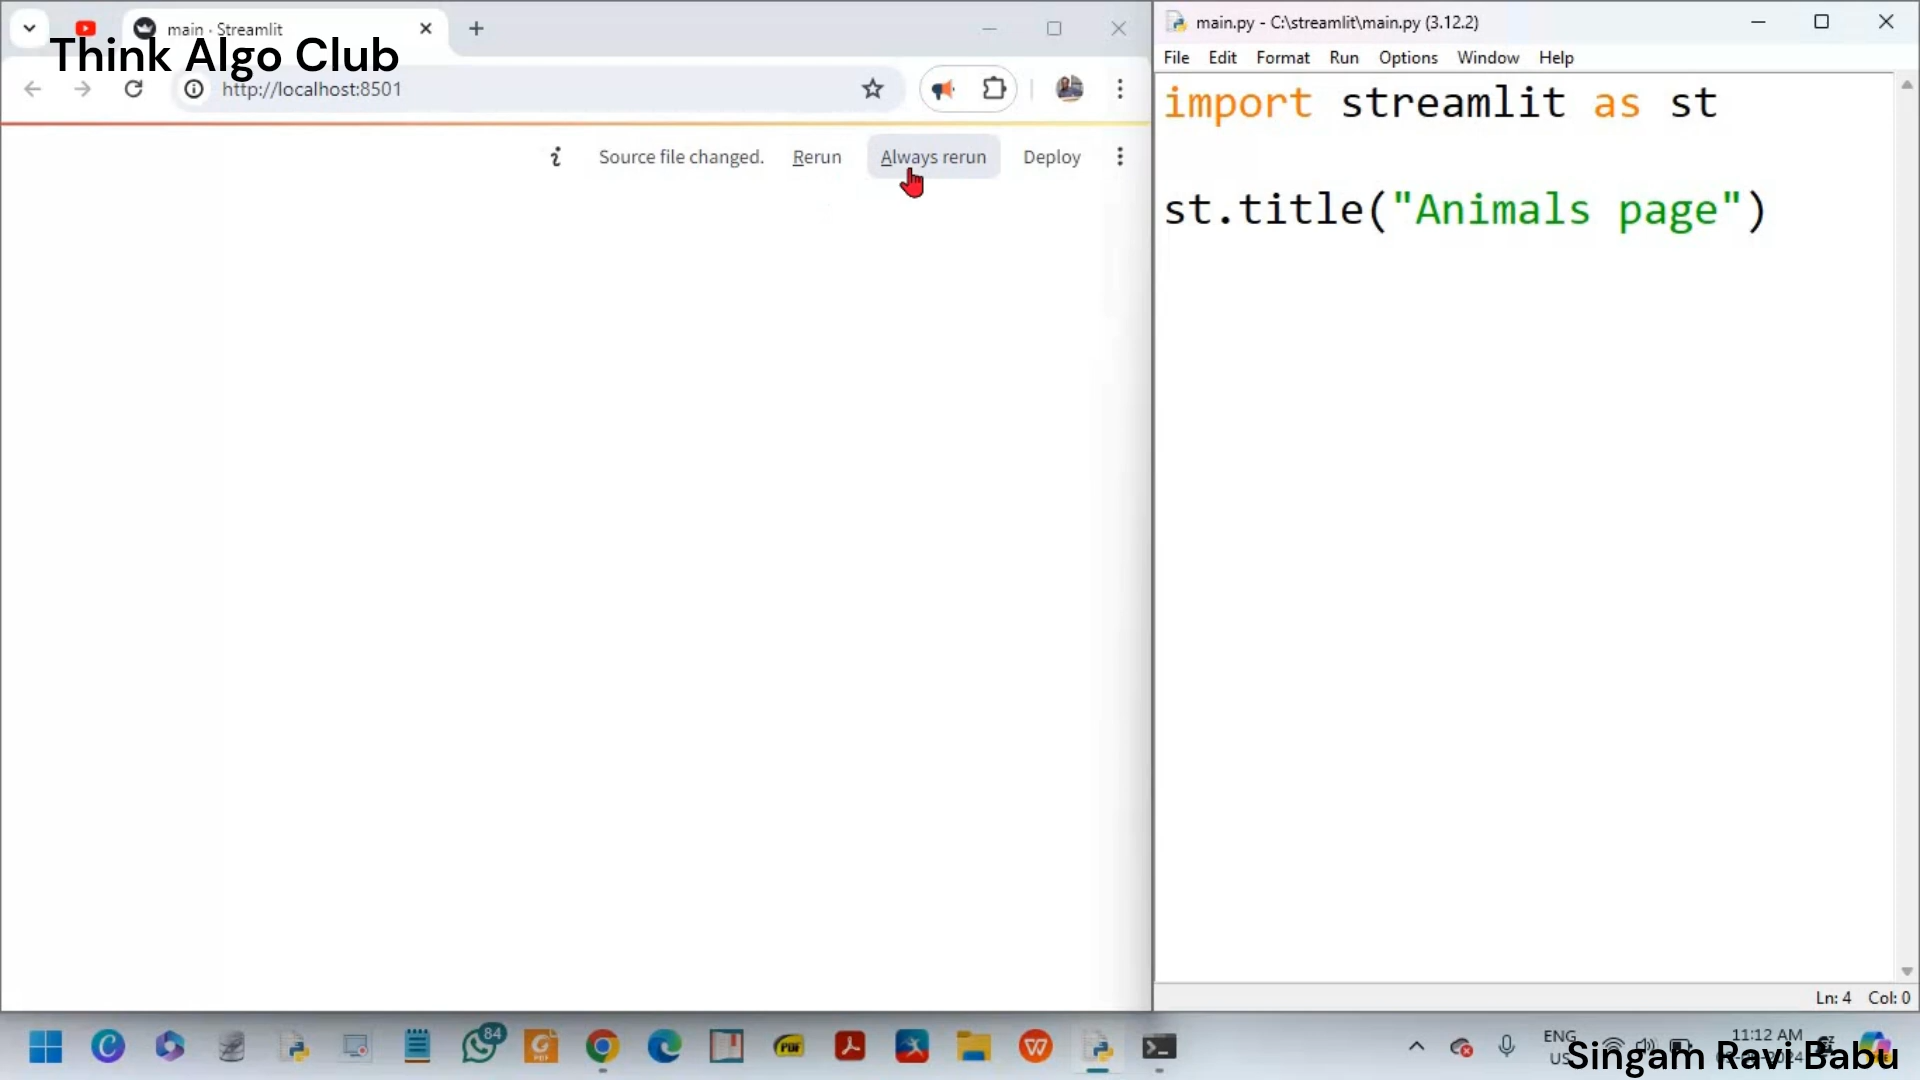 main · Streamlit
Think Algo Club
http://localhost:8501
Source file changed. Rerun Always rerun Deploy
main.py - C:\streamlit\main.py (3.12.2)
File Edit Format Run Options Window Help
import streamlit as st
st.title("Animals page")
Ln: 4 Col: 0
84
PDF
ENG
US
11:12 AM
Singam Ravi Babu